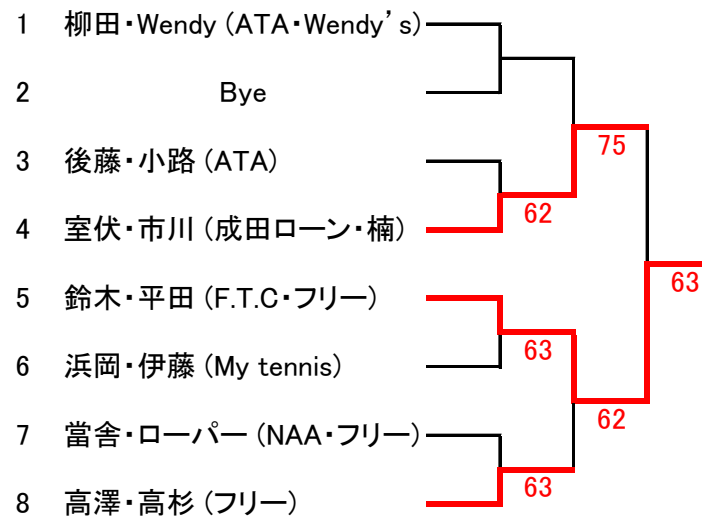 1 柳田・Wendy (ATA・Wendy's)
2 Bye
75
3 後藤・小路 (ATA)
62
4 室伏・市川 (成田ローン・楠)
63
5 鈴木・平田 (F.T.C・フリー)
63
6 浜岡・伊藤 (My tennis)
62
7 當舎・ローパー (NAA・フリー)
63
8 高澤・高杉 (フリー)